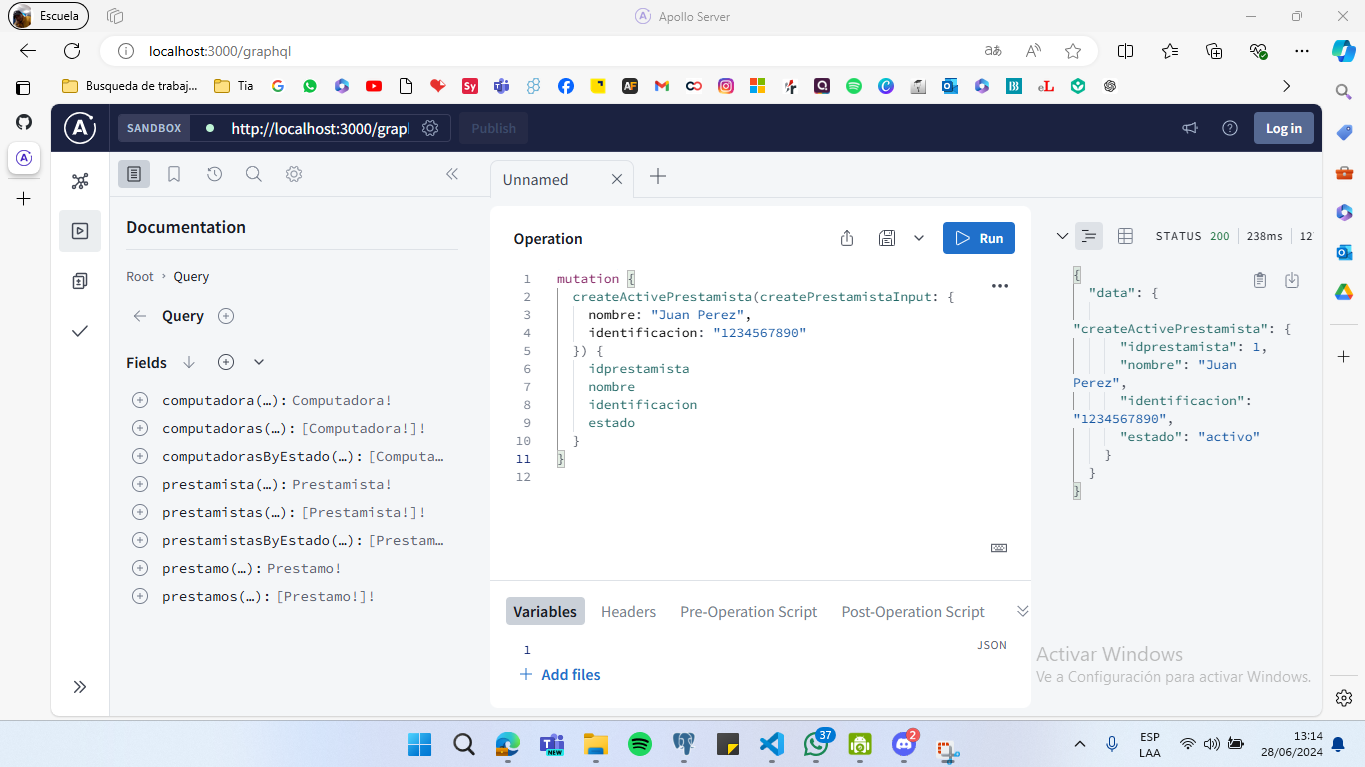 Escuela
Apollo Server
localhost:3000/graphql
Busqueda de trabaj...
Tia
SANDBOX
http://localhost:3000/grap
Publish
Log in
Unnamed
Documentation
Root › Query
Query
Fields
computadora(…): Computadora!
computadoras(…): [Computadora!]!
computadorasByEstado(…): [Computa…
prestamista(…): Prestamista!
prestamistas(…): [Prestamista!]!
prestamistasByEstado(…): [Prestam…
prestamo(…): Prestamo!
prestamos(…): [Prestamo!]!
Operation
Run
1 mutation {
2 createActivePrestamista(createPrestamistaInput: {
3 nombre: "Juan Perez",
4 identificacion: "1234567890"
5 }) {
6 idprestamista
7 nombre
8 identificacion
9 estado
10 }
11 }
12
Variables Headers Pre-Operation Script Post-Operation Script
JSON
1
+ Add files
STATUS 200 238ms 12
{
"data": {
"createActivePrestamista": {
"idprestamista": 1,
"nombre": "Juan
Perez",
"identificacion":
"1234567890",
"estado": "activo"
}
}
}
Activar Windows
Ve a Configuración para activar Windows.
NEW
37
2
ESP
LAA
13:14
28/06/2024